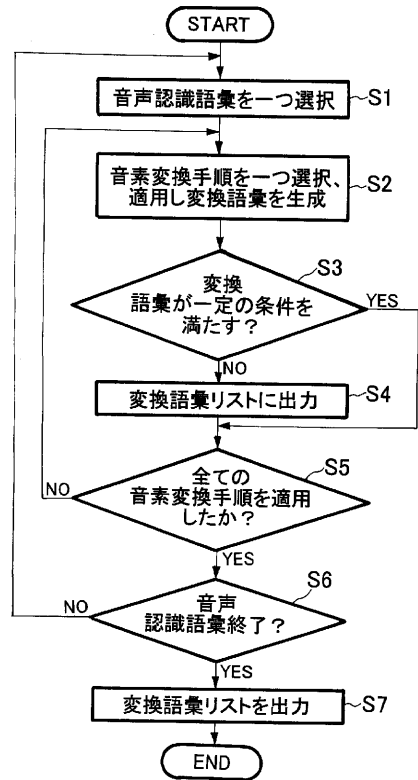 START
音声認識語彙を一つ選択
S1
音素変換手順を一つ選択、
適用し変換語彙を生成
S2
変換
語彙が一定の条件を
満たす?
S3
YES
NO
変換語彙リストに出力
S4
全ての
音素変換手順を適用
したか?
S5
NO
YES
音声
認識語彙終了?
S6
NO
YES
変換語彙リストを出力
S7
END